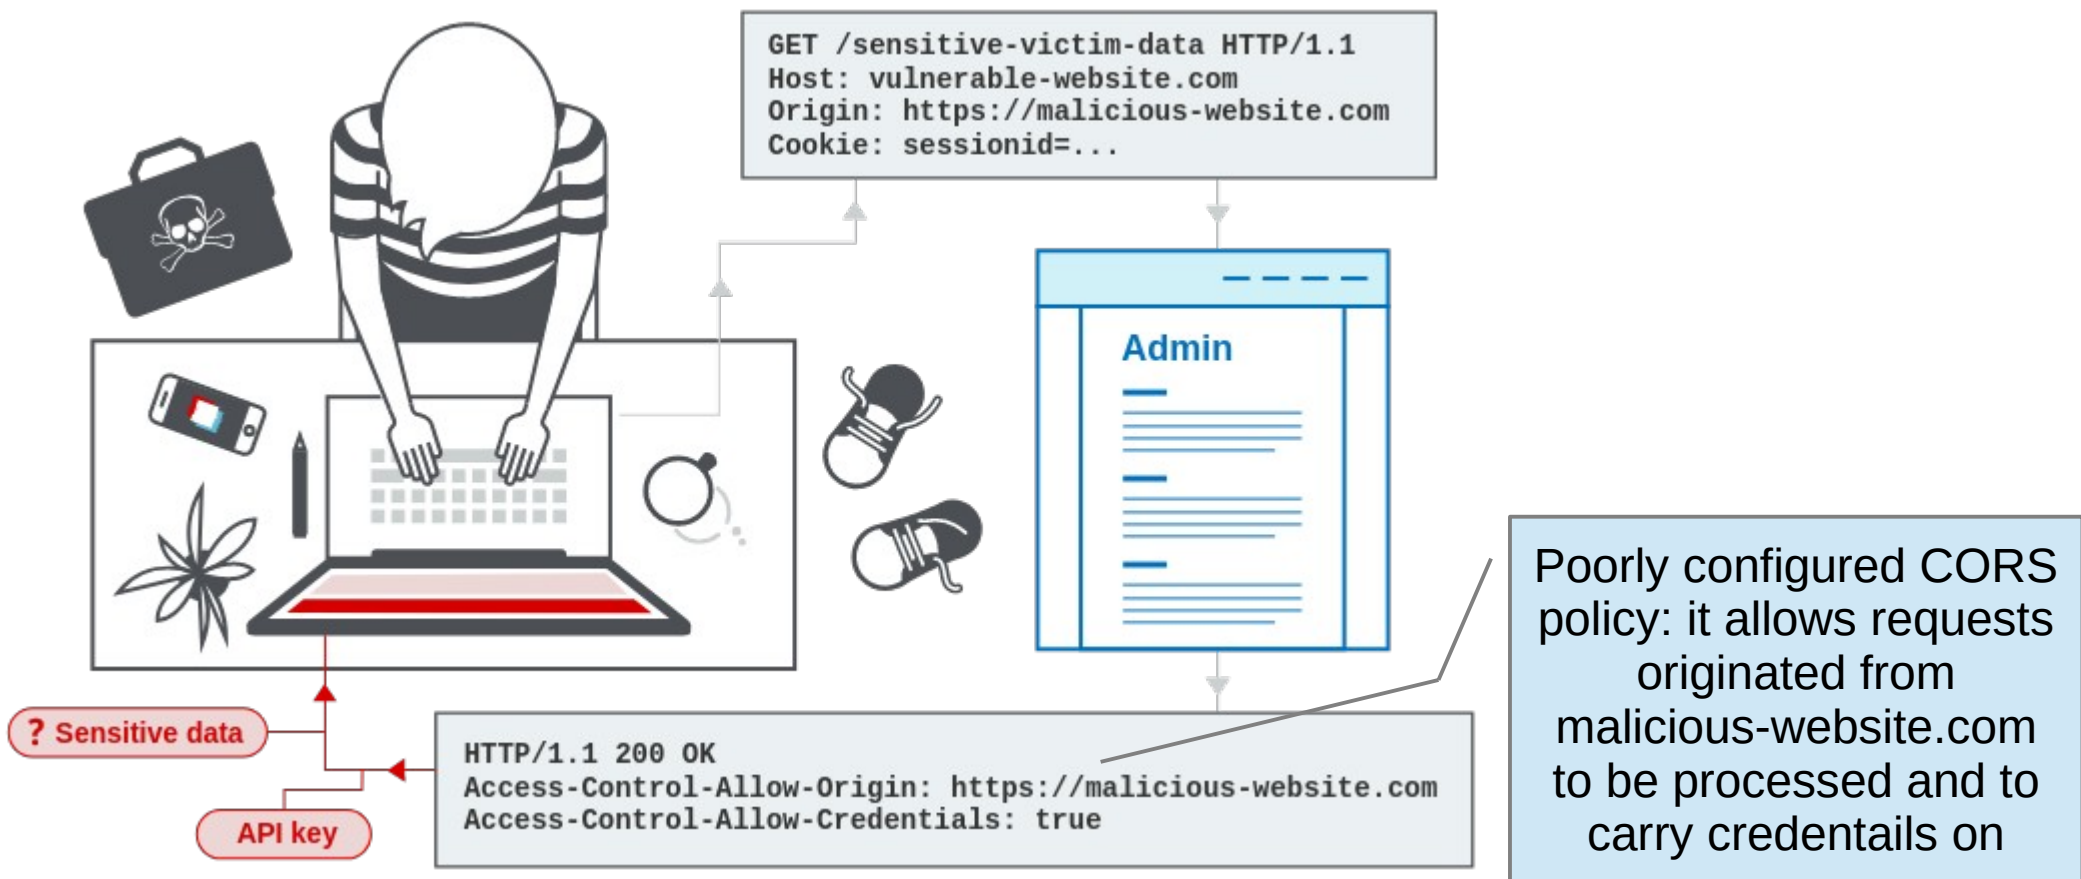 GET /sensitive-victim-data HTTP/1.1
Host: vulnerable-website.com
Origin: https://malicious-website.com
Cookie: sessionid=...
Admin
Poorly configured CORS
policy: it allows requests
originated from
malicious-website.com
to be processed and to
carry credentails on
? Sensitive data
API key
HTTP/1.1 200 OK
Access-Control-Allow-Origin: https://malicious-website.com
Access-Control-Allow-Credentials: true